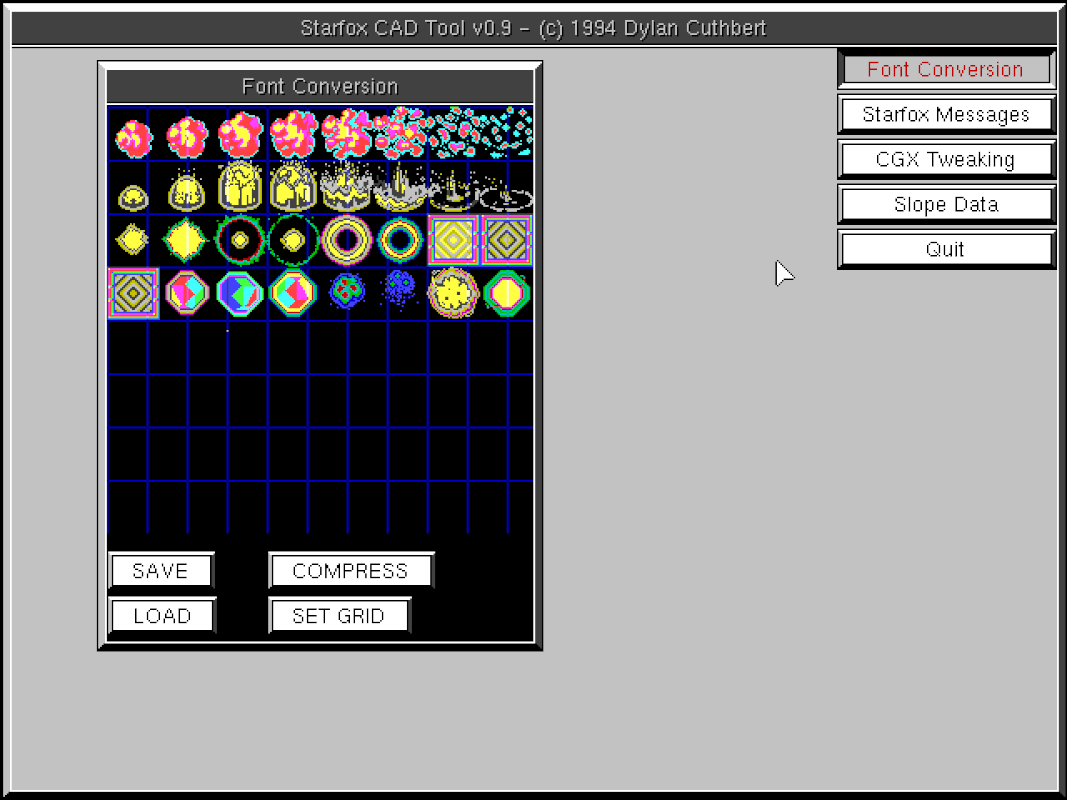 Starfox CAD Tool v0.9 – (c) 1994 Dylan Cuthbert
Font Conversion
SAVE
COMPRESS
LOAD
SET GRID
Font Conversion
Starfox Messages
CGX Tweaking
Slope Data
Quit